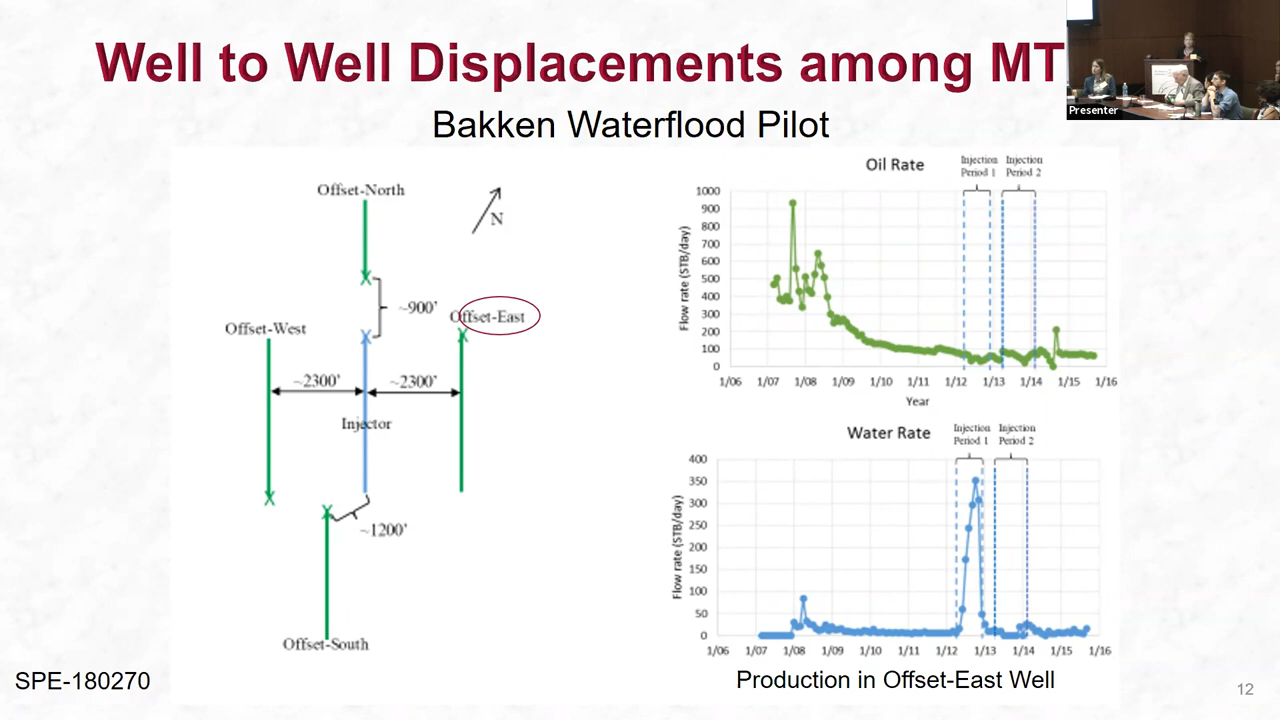 Well to Well Displacements among MT
Presenter
Bakken Waterflood Pilot
Offset-North
N
~900'
Offset-East
Offset-West
~2300'
~2300'
Injector
~1200'
Offset-South
Oil Rate
Injection Period 1
Injection Period 2
Flow rate (STB/day)
1000
900
800
700
600
500
400
300
200
100
0
1/06 1/07 1/08 1/09 1/10 1/11 1/12 1/13 1/14 1/15 1/16
Year
Water Rate
Injection Period 1
Injection Period 2
Flow rate (STB/day)
400
350
300
250
200
150
100
50
0
1/06 1/07 1/08 1/09 1/10 1/11 1/12 1/13 1/14 1/15 1/16
Production in Offset-East Well
SPE-180270
12